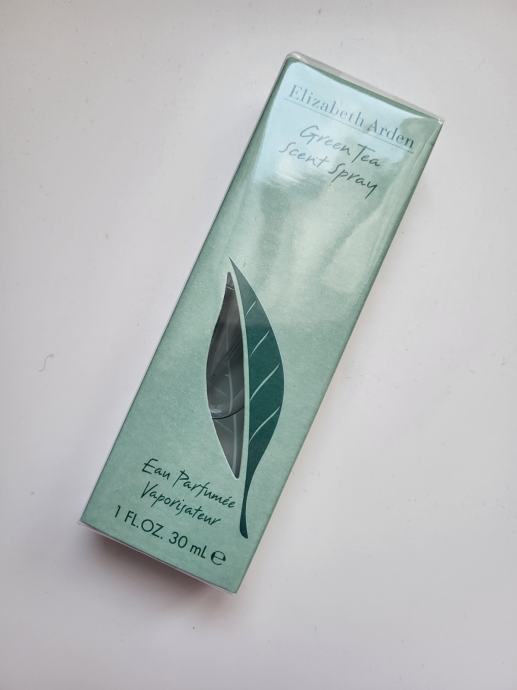 Elizabeth Arden
Green Tea
Scent Spray
Eau Parfumée
Vaporisateur
1 FL.OZ. 30 mL ℮